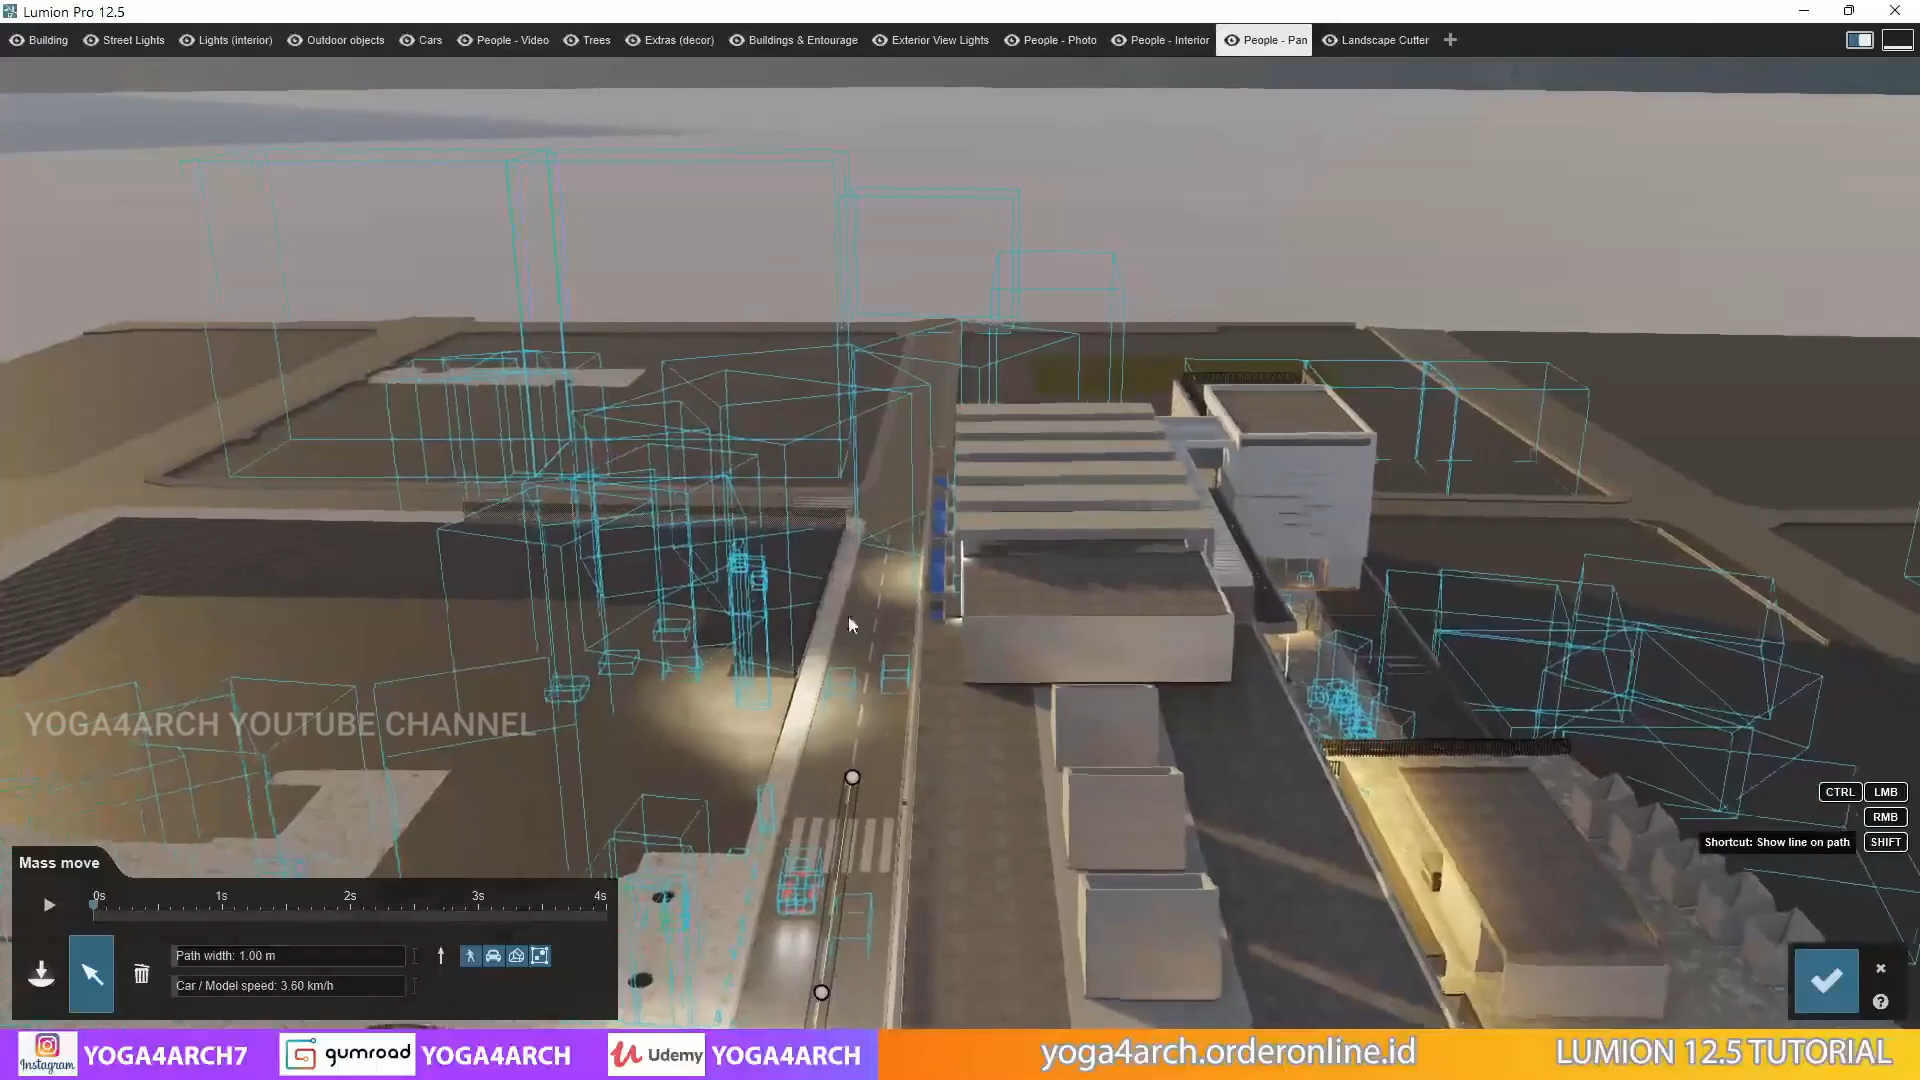 Lumion Pro 12.5
Building Street Lights Lights (interior) Outdoor objects Cars People - Video Trees Extras (decor) Buildings & Entourage Exterior View Lights People - Photo People - Interior People - Pan Landscape Cutter
YOGA4ARCH YOUTUBE CHANNEL
CTRL LMB
RMB
Shortcut: Show line on path SHIFT
Mass move
0s 1s 2s 3s 4s
Path width: 1.00 m
Car / Model speed: 3.60 km/h
Instagram YOGA4ARCH7 gumroad YOGA4ARCH Udemy YOGA4ARCH yoga4arch.orderonline.id LUMION 12.5 TUTORIAL